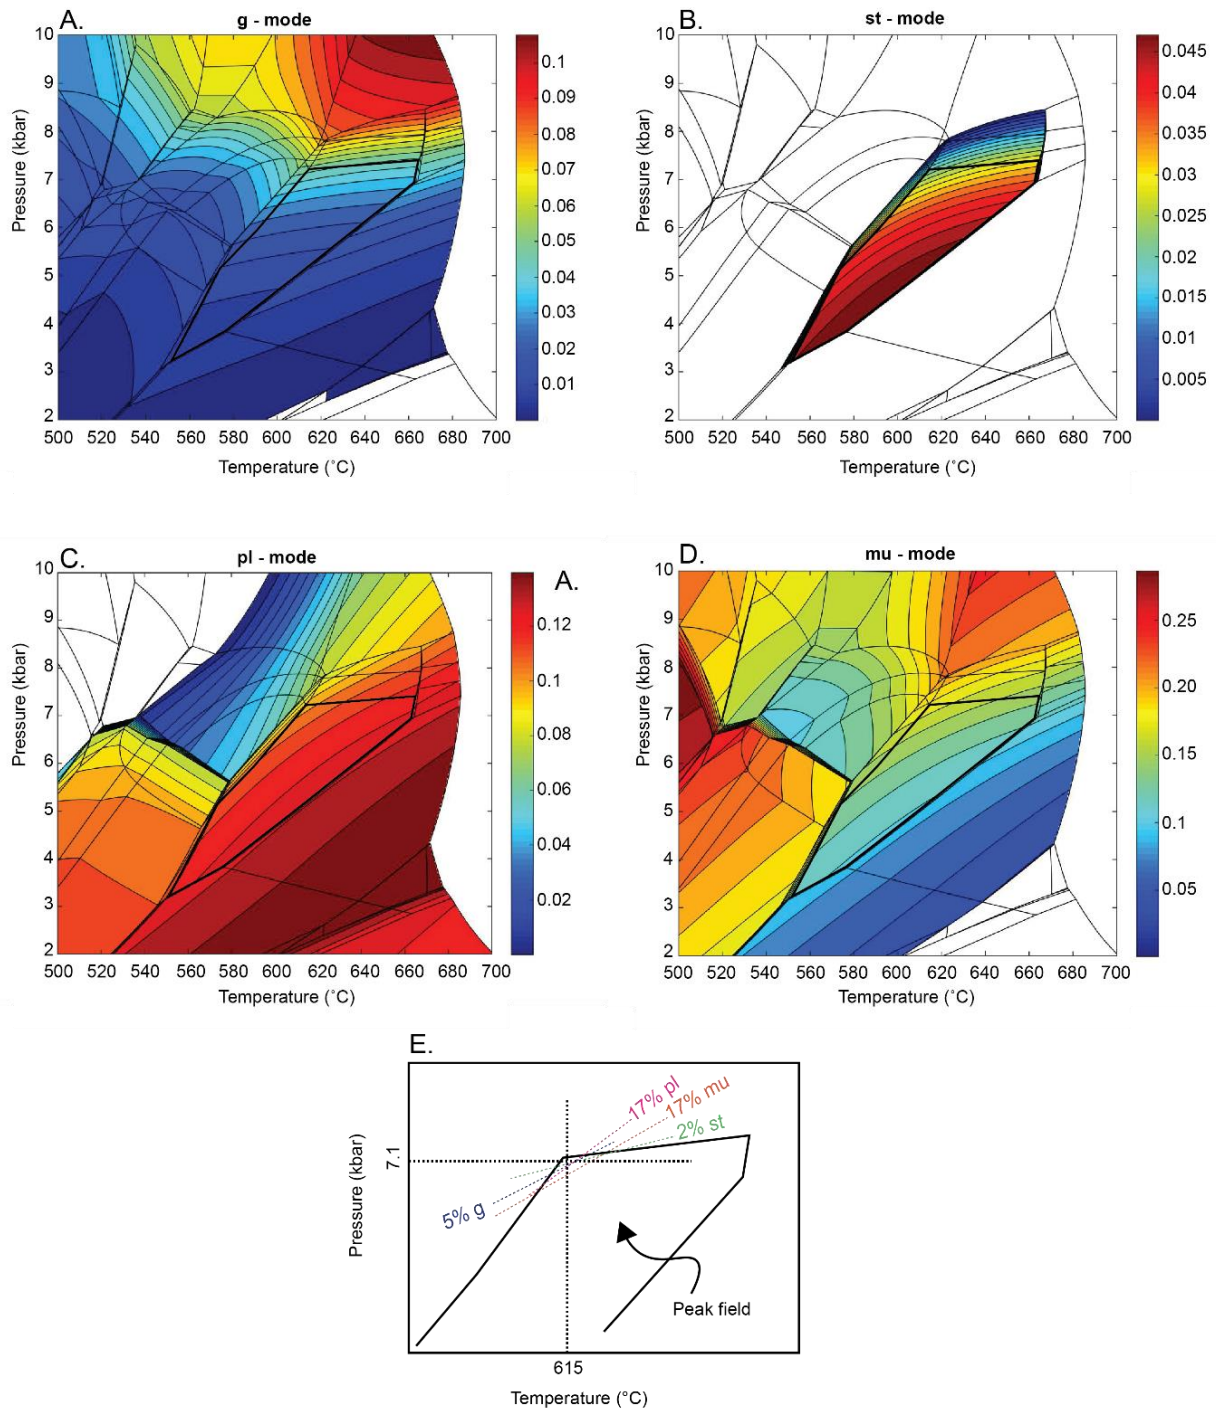 A.
g - mode
10
9
8
7
6
5
4
3
2
Pressure (kbar)
500 520 540 560 580 600 620 640 660 680 700
Temperature (˚C)
0.1
0.09
0.08
0.07
0.06
0.05
0.04
0.03
0.02
0.01
B.
st - mode
10
9
8
7
6
5
4
3
2
Pressure (kbar)
500 520 540 560 580 600 620 640 660 680 700
Temperature (˚C)
0.045
0.04
0.035
0.03
0.025
0.02
0.015
0.01
0.005
C.
pl - mode
A.
10
9
8
7
6
5
4
3
2
Pressure (kbar)
500 520 540 560 580 600 620 640 660 680 700
Temperature (˚C)
0.12
0.1
0.08
0.06
0.04
0.02
D.
mu - mode
10
9
8
7
6
5
4
3
2
Pressure (kbar)
500 520 540 560 580 600 620 640 660 680 700
Temperature (˚C)
0.25
0.20
0.15
0.1
0.05
E.
17% pl
17% mu
2% st
5% g
7.1
Pressure (kbar)
Peak field
615
Temperature (°C)